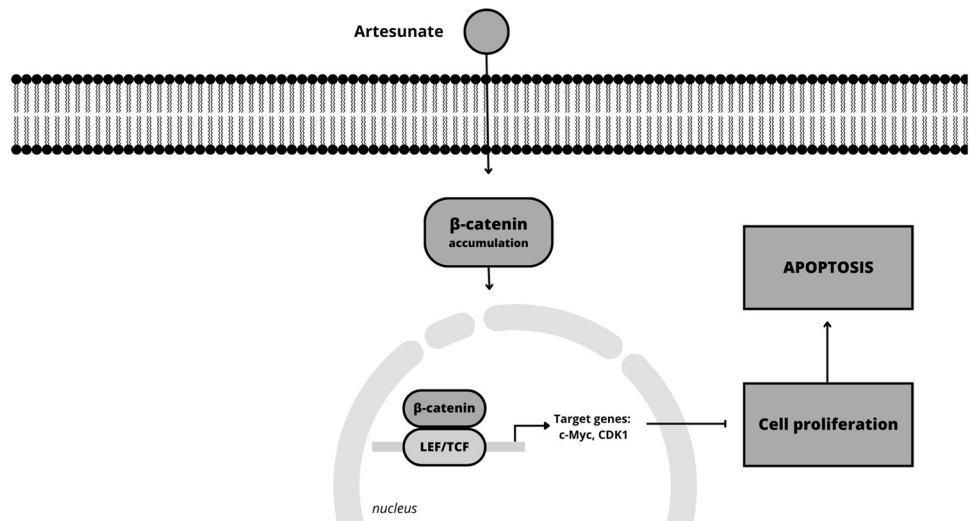 Artesunate
β-catenin
accumulation
APOPTOSIS
β-catenin
LEF/TCF
Target genes:
c-Myc, CDK1
Cell proliferation
nucleus